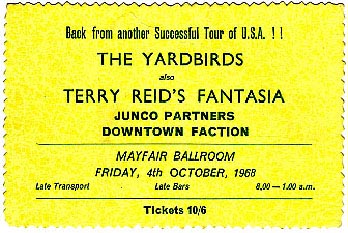 Back from another Successful Tour of U.S.A. ! !
THE YARDBIRDS
also
TERRY REID'S FANTASIA
JUNCO PARTNERS
DOWNTOWN FACTION
MAYFAIR BALLROOM
FRIDAY, 4th OCTOBER, 1968
Late Transport Late Bars 8.00 — 1.00 a.m.
Tickets 10/6